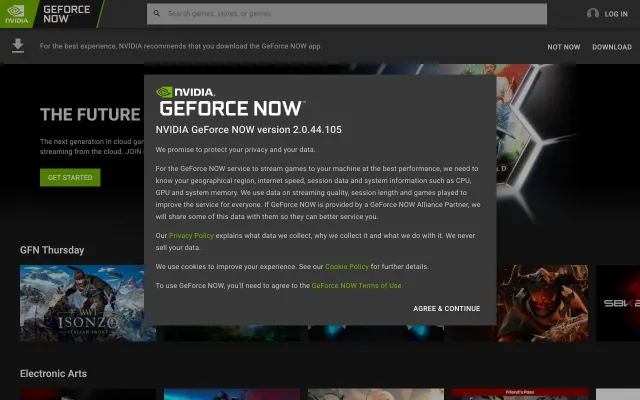 NVIDIA.
GEFORCE
NOW
Search games, stores, or genres
LOG IN
For the best experience, NVIDIA recommends that you download the GeForce NOW app.
NOT NOW
DOWNLOAD
THE FUTURE
The next generation in cloud
streaming from the cloud. JOIN
GET STARTED
NVIDIA.
GEFORCE NOW
NVIDIA GeForce NOW version 2.0.44.105
We promise to protect your privacy and your data.
For the GeForce NOW service to stream games to your machine at the best performance, we need to
know your geographical region, internet speed, session data and system information such as CPU,
GPU and system memory. We use data on streaming quality, session length and games played to
improve the service for everyone. If GeForce NOW is provided by a GeForce NOW Alliance Partner, we
will share some of this data with them so they can better service you.
Our Privacy Policy explains what data we collect, why we collect it and what we do with it. We never
sell your data.
We use cookies to improve your experience. See our Cookie Policy for further details.
To use GeForce NOW, you'll need to agree to the GeForce NOW Terms of Use.
AGREE & CONTINUE
GFN Thursday
WWI
ISONZO
ITALIAN FRONT
SBK
Electronic Arts
Friend's Pass